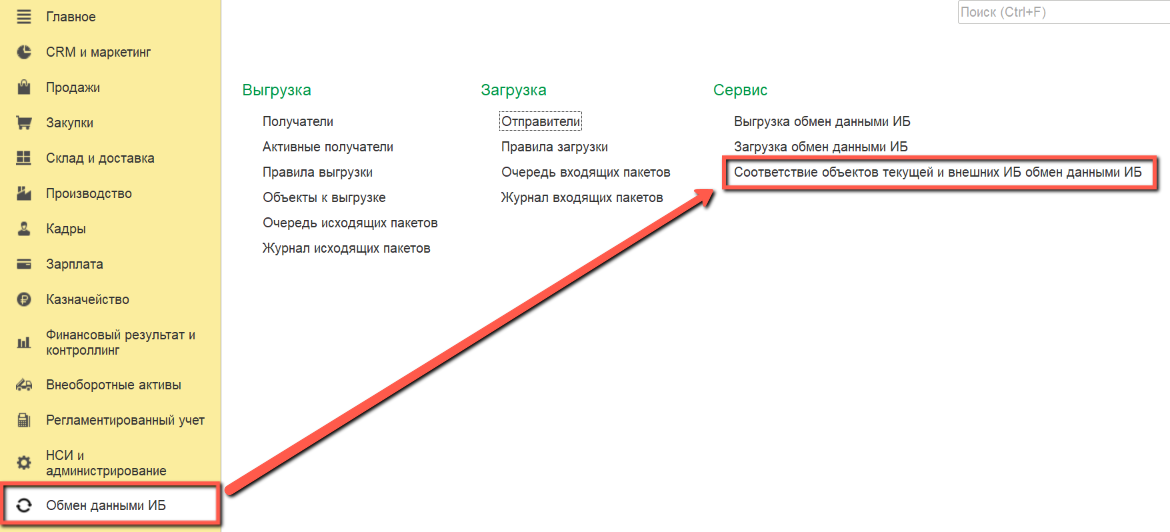 Главное
CRM и маркетинг
Продажи
Закупки
Склад и доставка
Производство
Кадры
Зарплата
Казначейство
Финансовый результат и
контроллинг
Внеоборотные активы
Регламентированный учет
НСИ и
администрирование
Обмен данными ИБ
Поиск (Ctrl+F)
Выгрузка
Получатели
Активные получатели
Правила выгрузки
Объекты к выгрузке
Очередь исходящих пакетов
Журнал исходящих пакетов
Загрузка
Отправители
Правила загрузки
Очередь входящих пакетов
Журнал входящих пакетов
Сервис
Выгрузка обмен данными ИБ
Загрузка обмен данными ИБ
Соответствие объектов текущей и внешних ИБ обмен данными ИБ